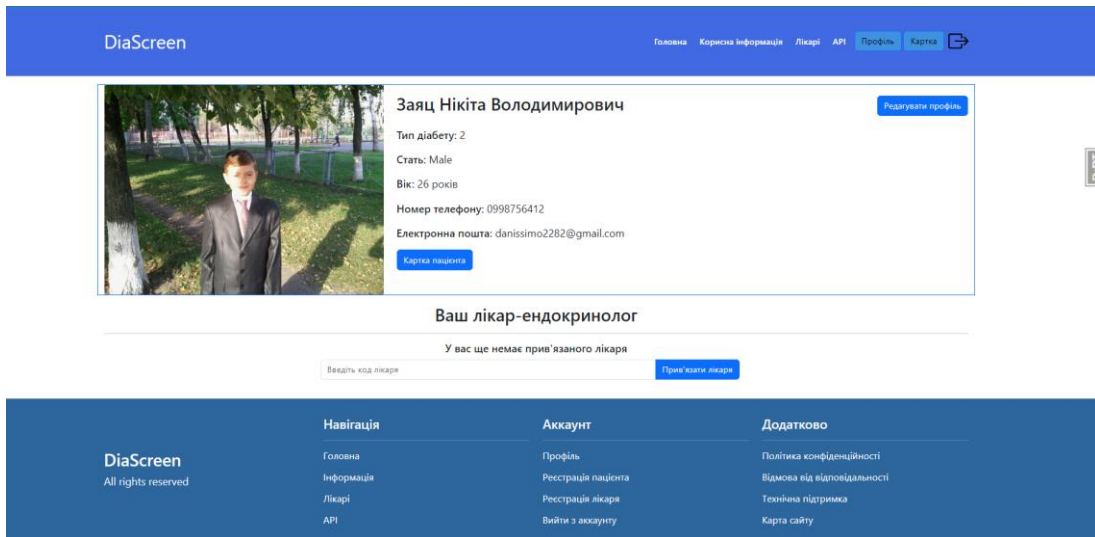 DiaScreen
Головна Корисна інформація Лікарі API Профіль Картка
Заяц Нікіта Володимирович
Редагувати профіль
Тип діабету: 2
Стать: Male
Вік: 26 років
Номер телефону: 0998756412
Електронна пошта: danissimo2282@gmail.com
Картка пацієнта
Ваш лікар-ендокринолог
У вас ще немає прив'язаного лікаря
Введіть код лікаря
Прив'язати лікаря
DiaScreen
All rights reserved
Навігація
Головна
Інформація
Лікарі
API
Аккаунт
Профіль
Реєстрація пацієнта
Реєстрація лікаря
Вийти з аккаунту
Додатково
Політика конфіденційності
Відмова від відповідальності
Технічна підтримка
Карта сайту